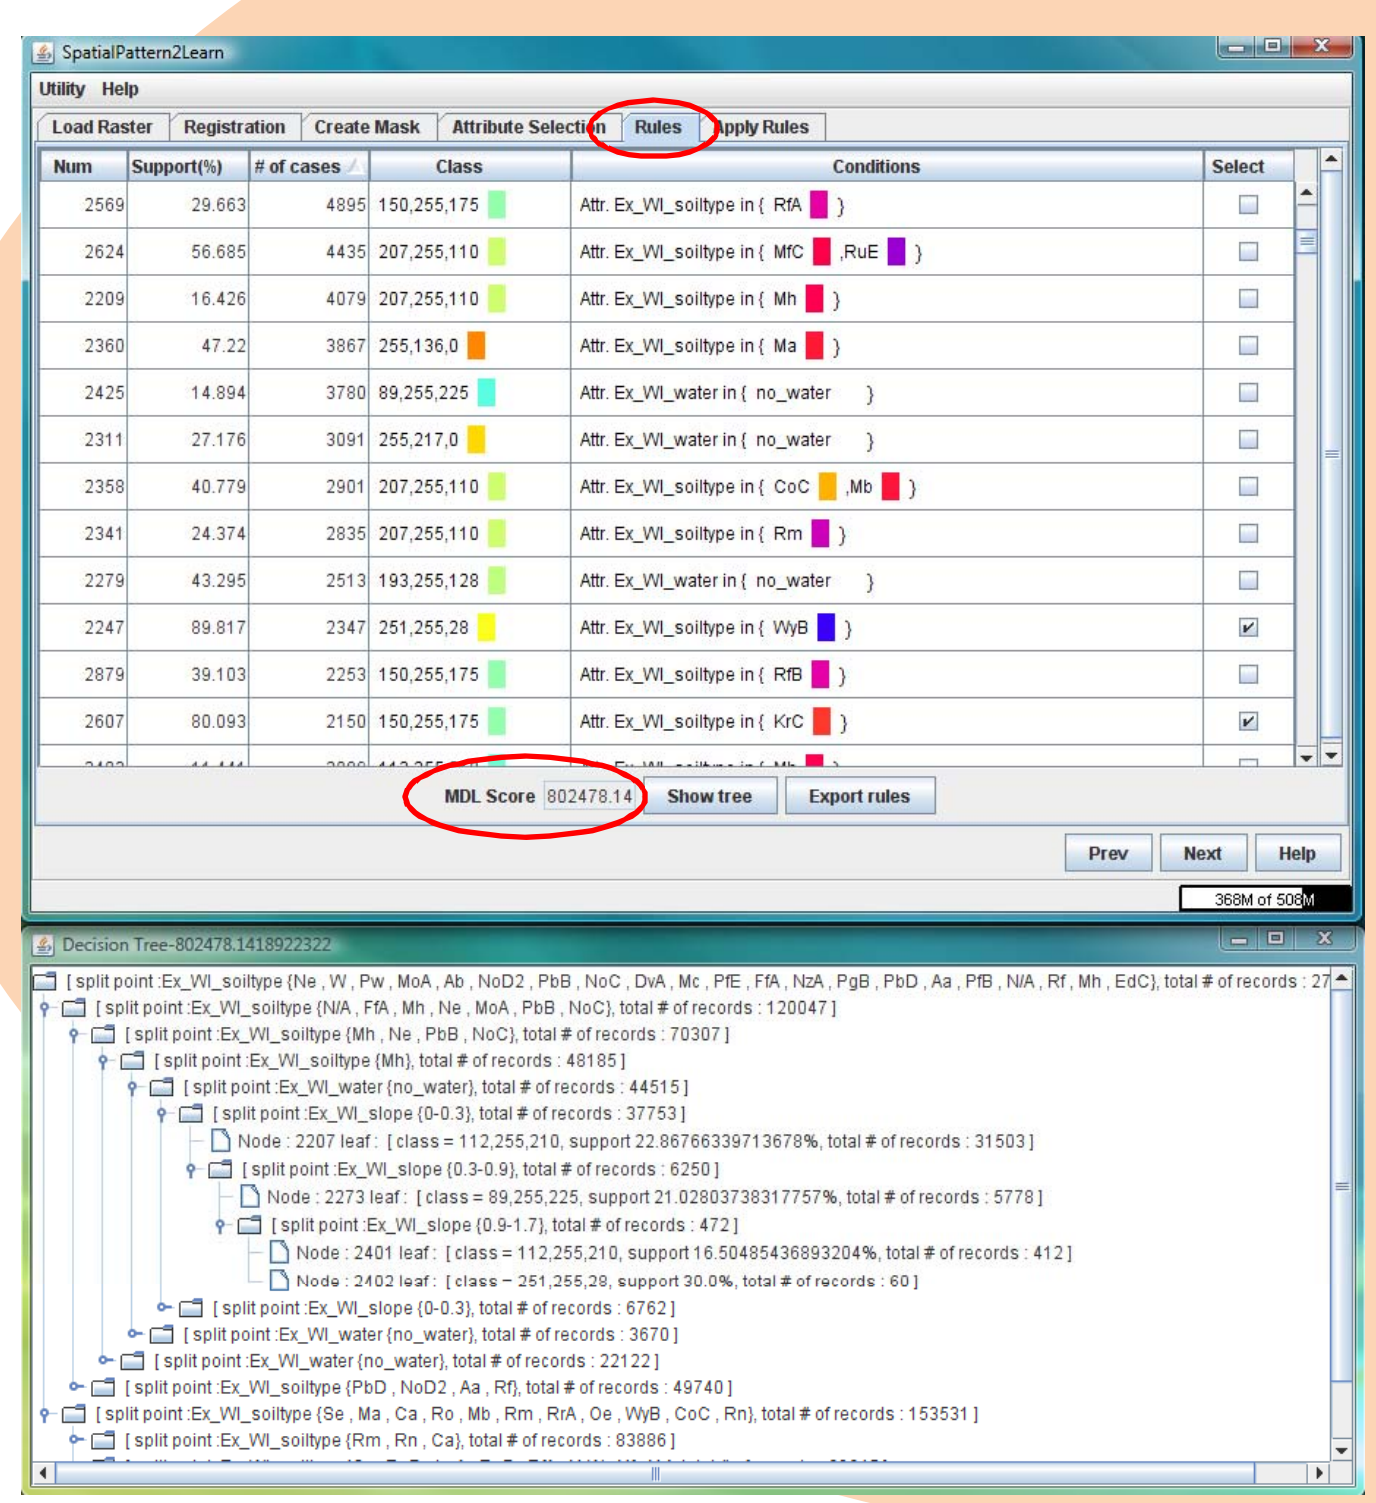 SpatialPattern2Learn
Utility Help
Load Raster Registration Create Mask Attribute Selection Rules Apply Rules
Num Support(%) # of cases Class Conditions Select
2569 29.663 4895 150,255,175 Attr. Ex_WI_soiltype in { RfA }
2624 56.685 4435 207,255,110 Attr. Ex_WI_soiltype in { MfC ,RuE }
2209 16.426 4079 207,255,110 Attr. Ex_WI_soiltype in { Mh }
2360 47.22 3867 255,136,0 Attr. Ex_WI_soiltype in { Ma }
2425 14.894 3780 89,255,225 Attr. Ex_WI_water in { no_water }
2311 27.176 3091 255,217,0 Attr. Ex_WI_water in { no_water }
2358 40.779 2901 207,255,110 Attr. Ex_WI_soiltype in { CoC ,Mb }
2341 24.374 2835 207,255,110 Attr. Ex_WI_soiltype in { Rm }
2279 43.295 2513 193,255,128 Attr. Ex_WI_water in { no_water }
2247 89.817 2347 251,255,28 Attr. Ex_WI_soiltype in { WyB }
2879 39.103 2253 150,255,175 Attr. Ex_WI_soiltype in { RfB }
2607 80.093 2150 150,255,175 Attr. Ex_WI_soiltype in { KrC }
MDL Score 802478.14 Show tree Export rules
Prev Next Help
368M of 508M
Decision Tree-802478.1418922322
[ split point :Ex_WI_soiltype {Ne , W , Pw , MoA , Ab , NoD2 , PbB , NoC , DvA , Mc , PfE , FfA , NzA , PgB , PbD , Aa , PfB , N/A , Rf , Mh , EdC}, total # of records : 27
[ split point :Ex_WI_soiltype {N/A , FfA , Mh , Ne , MoA , PbB , NoC}, total # of records : 120047 ]
[ split point :Ex_WI_soiltype {Mh , Ne , PbB , NoC}, total # of records : 70307 ]
[ split point :Ex_WI_soiltype {Mh}, total # of records : 48185 ]
[ split point :Ex_WI_water {no_water}, total # of records : 44515 ]
[ split point :Ex_WI_slope {0-0.3}, total # of records : 37753 ]
Node : 2207 leaf : [ class = 112,255,210, support 22.86766339713678%, total # of records : 31503 ]
[ split point :Ex_WI_slope {0.3-0.9}, total # of records : 6250 ]
Node : 2273 leaf : [ class = 89,255,225, support 21.02803738317757%, total # of records : 5778 ]
[ split point :Ex_WI_slope {0.9-1.7}, total # of records : 472 ]
Node : 2401 leaf : [ class = 112,255,210, support 16.50485436893204%, total # of records : 412 ]
Node : 2402 leaf : [ class = 251,255,28, support 30.0%, total # of records : 60 ]
[ split point :Ex_WI_slope {0-0.3}, total # of records : 6762 ]
[ split point :Ex_WI_water {no_water}, total # of records : 3670 ]
[ split point :Ex_WI_water {no_water}, total # of records : 22122 ]
[ split point :Ex_WI_soiltype {PbD , NoD2 , Aa , Rf}, total # of records : 49740 ]
[ split point :Ex_WI_soiltype {Se , Ma , Ca , Ro , Mb , Rm , RrA , Oe , WyB , CoC , Rn}, total # of records : 153531 ]
[ split point :Ex_WI_soiltype {Rm , Rn , Ca}, total # of records : 83886 ]